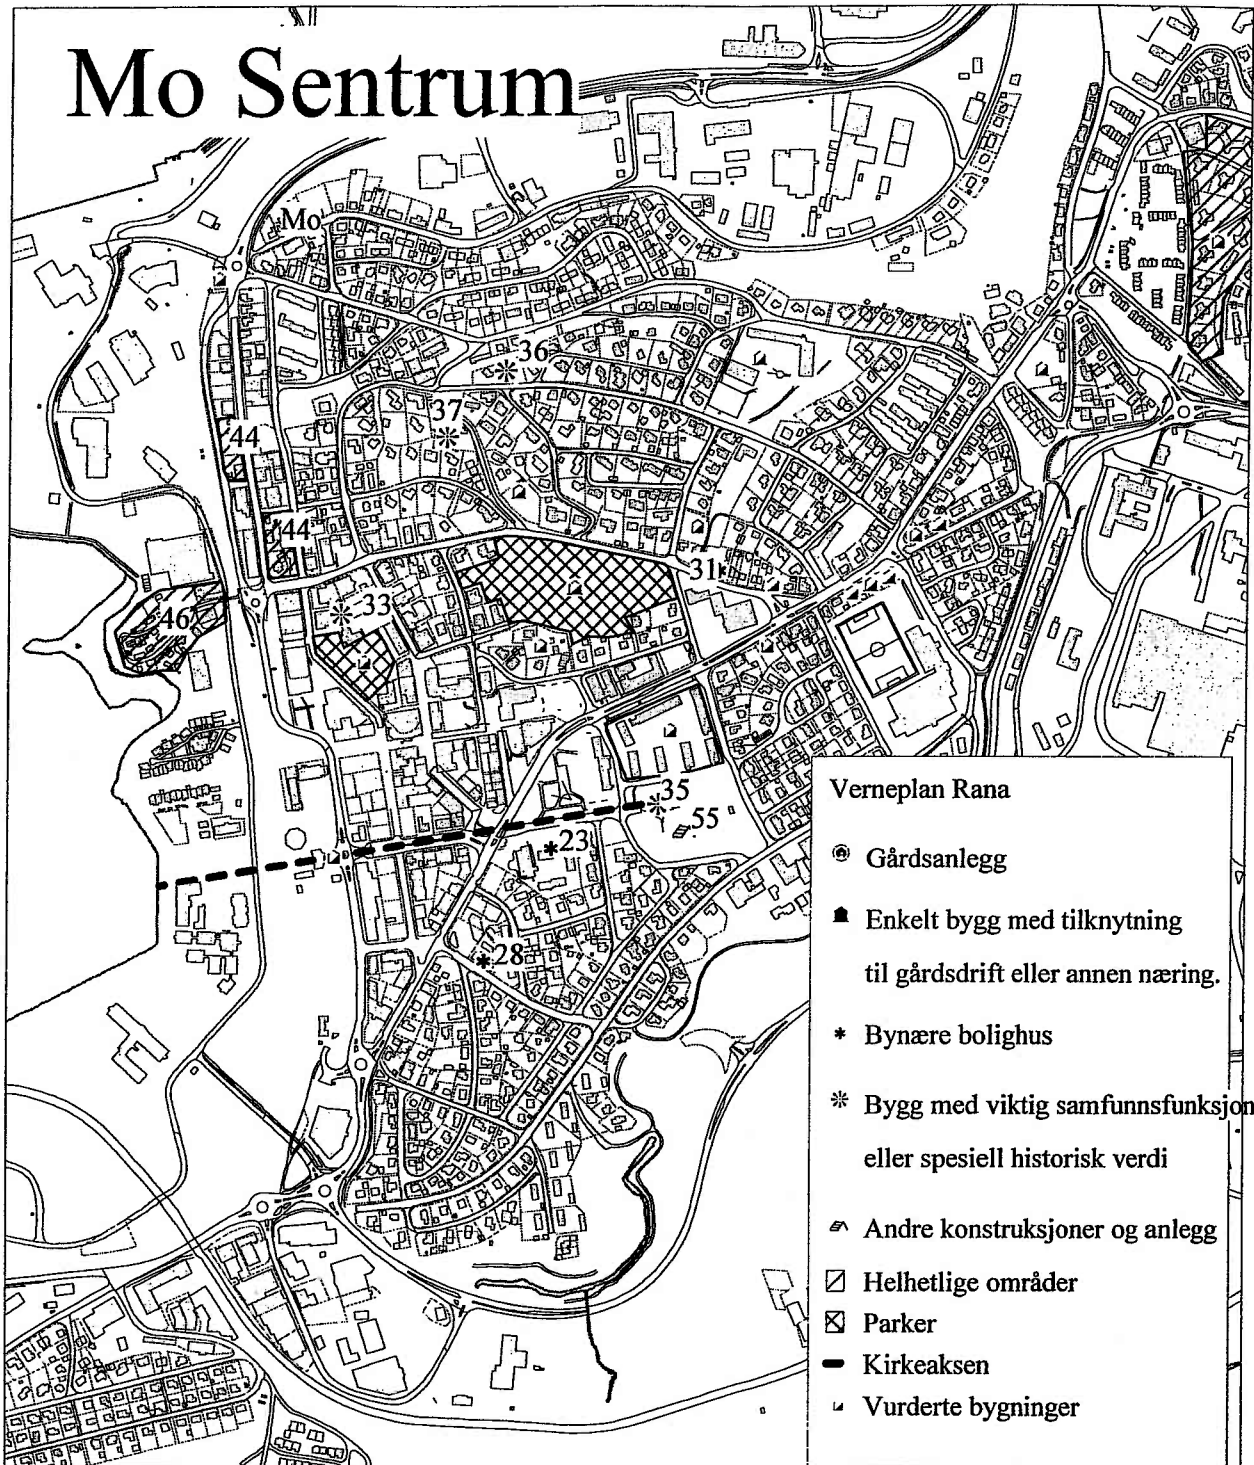 Mo Sentrum
Mo
36
37
44
44
31
33
46
35
55
23
28
Verneplan Rana
Gårdsanlegg
Enkelt bygg med tilknytning
til gårdsdrift eller annen næring.
Bynære bolighus
Bygg med viktig samfunnsfunksjon
eller spesiell historisk verdi
Andre konstruksjoner og anlegg
Helhetlige områder
Parker
Kirkeaksen
Vurderte bygninger